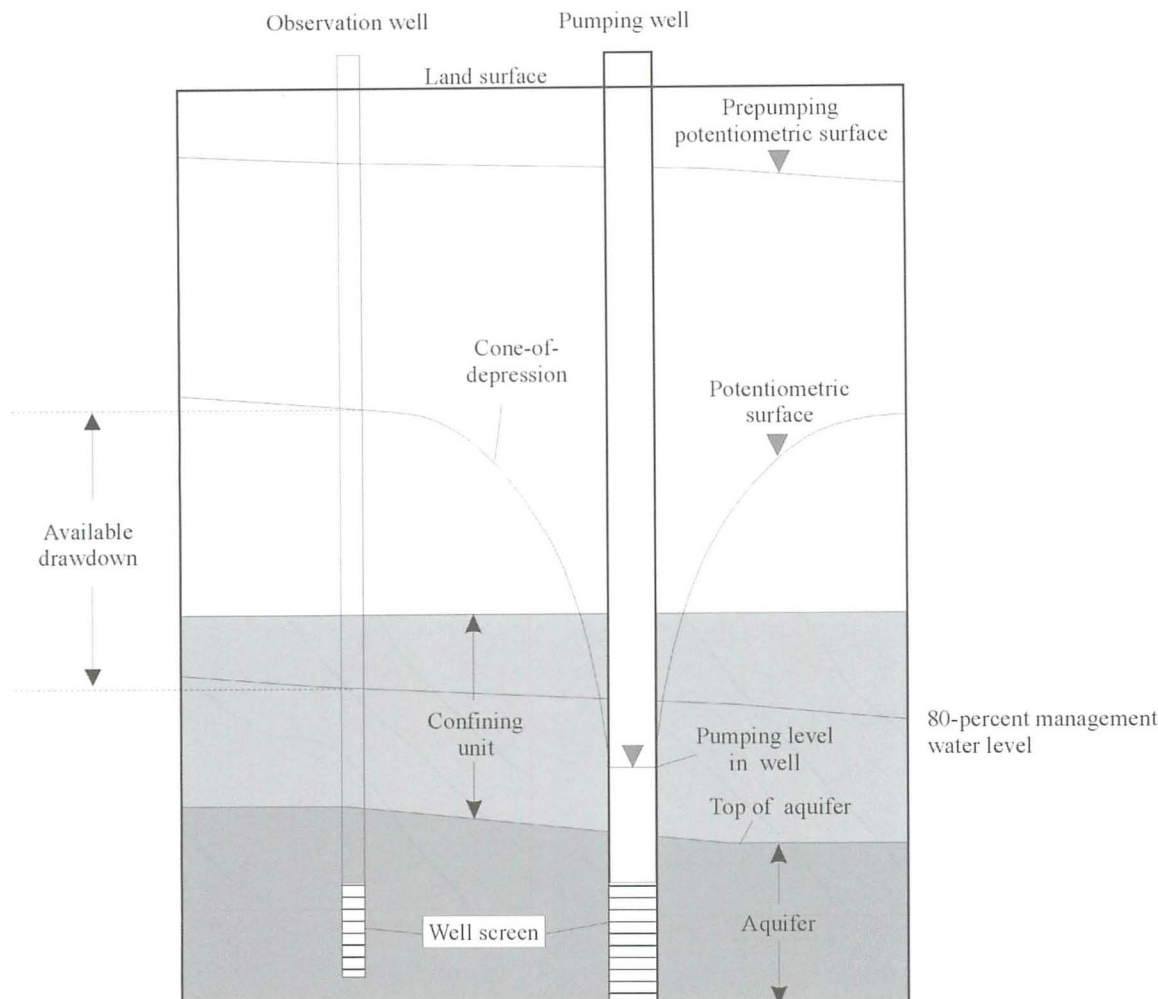 Observation well
Pumping well
Land surface
Prepumping
potentiometric surface
Cone-of-
depression
Potentiometric
surface
Available
drawdown
Confining
unit
80-percent management
water level
Pumping level
in well
Top of aquifer
Well screen
Aquifer